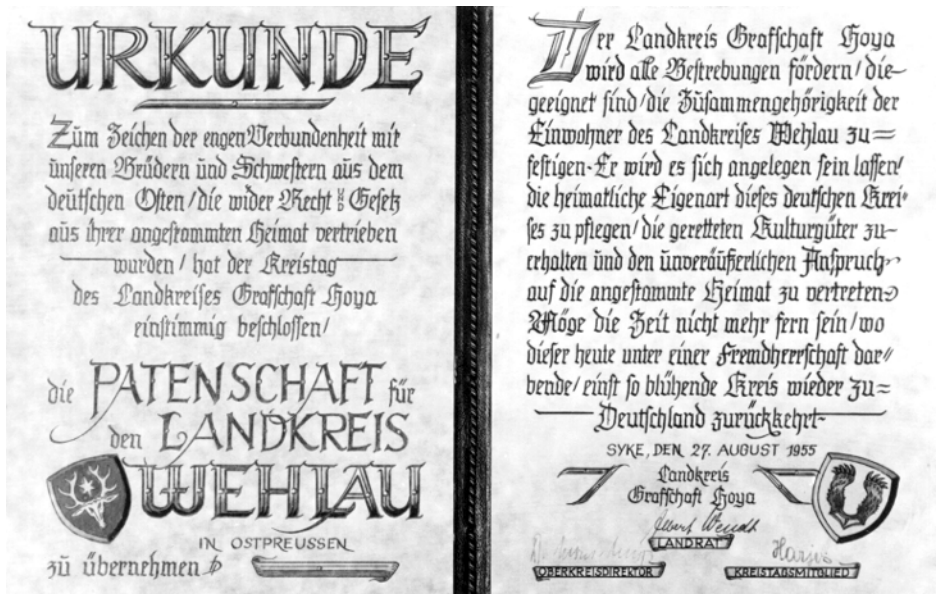 URKUNDE
Zum Zeichen der engen Verbundenheit mit
unseren Brüdern und Schwestern aus dem
deutschen Osten / die wider Recht u. Gesetz
aus ihrer angestammten Heimat vertrieben
wurden / hat der Kreistag
des Landkreises Grafschaft Hoya
einstimmig beschlossen /
die PATENSCHAFT für
den LANDKREIS
WEHLAU
IN OSTPREUSSEN
zu übernehmen
Der Landkreis Grafschaft Hoya
wird alle Bestrebungen fördern / die
geeignet sind / die Zusammengehörigkeit der
Einwohner des Landkreises Wehlau zu=
festigen. Er wird es sich angelegen sein lassen /
die heimatliche Eigenart dieses deutschen Krei-
ses zu pflegen / die geretteten Kulturgüter zu
erhalten und den unveräußerlichen Anspruch
auf die angestammte Heimat zu vertreten
Möge die Zeit nicht mehr fern sein / wo
dieser heute unter einer Fremdherrschaft dar=
bende / einst so blühende Kreis wieder zu=
Deutschland zurückkehrt.
SYKE, DEN 27. AUGUST 1955
Landkreis
Grafschaft Hoya
LANDRAT
OBERKREISDIREKTOR
KREISTAGSMITGLIED